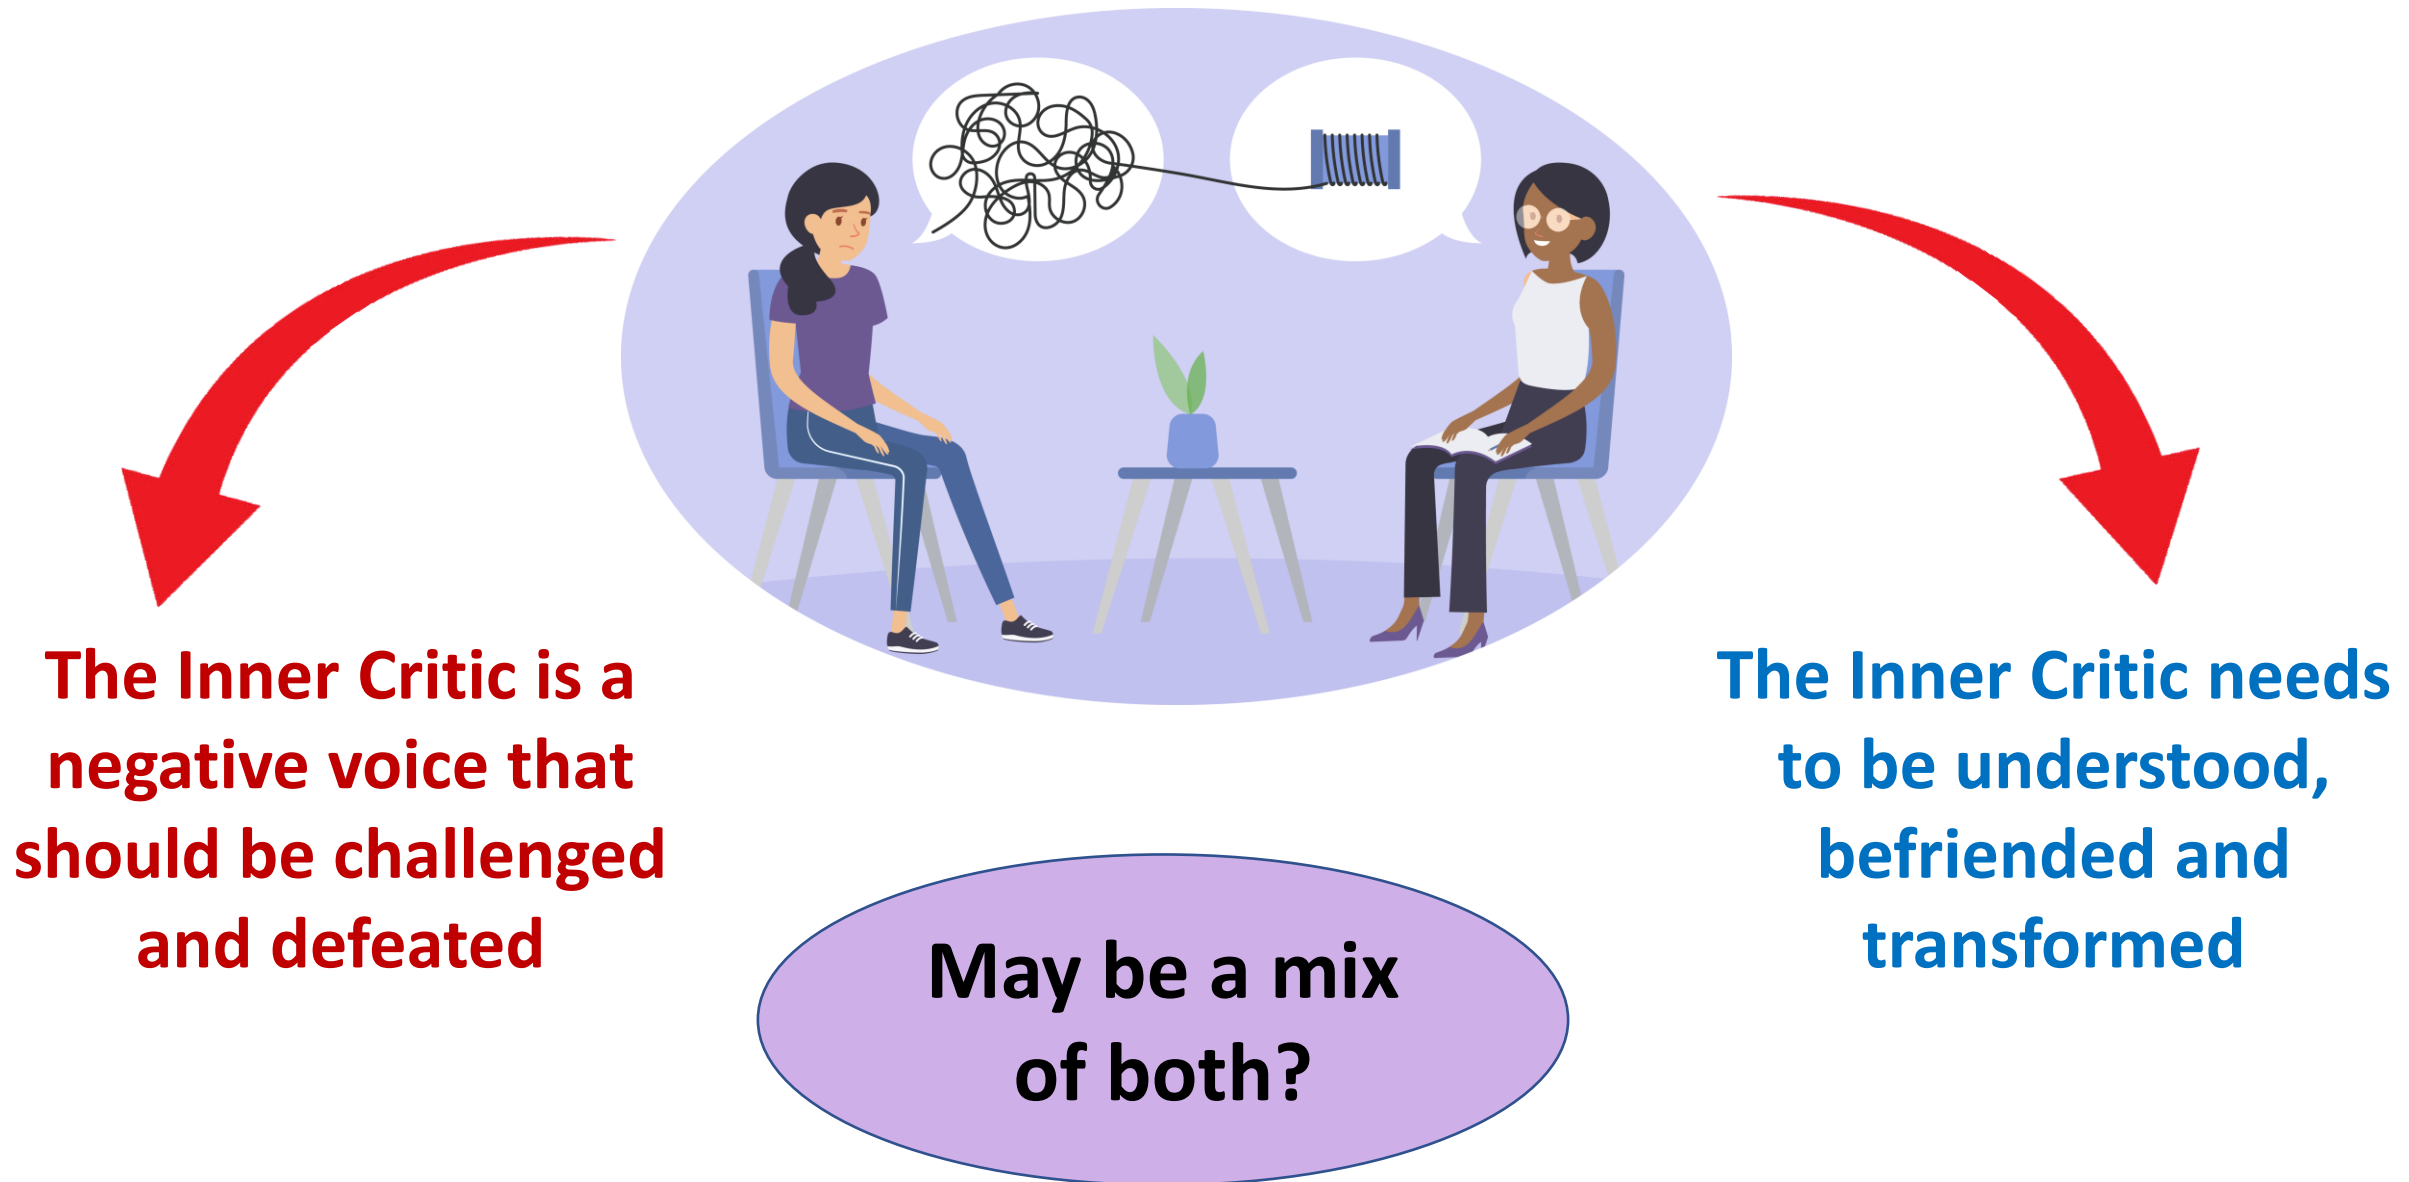 The Inner Critic is a
negative voice that
should be challenged
and defeated
The Inner Critic needs
to be understood,
befriended and
transformed
May be a mix
of both?